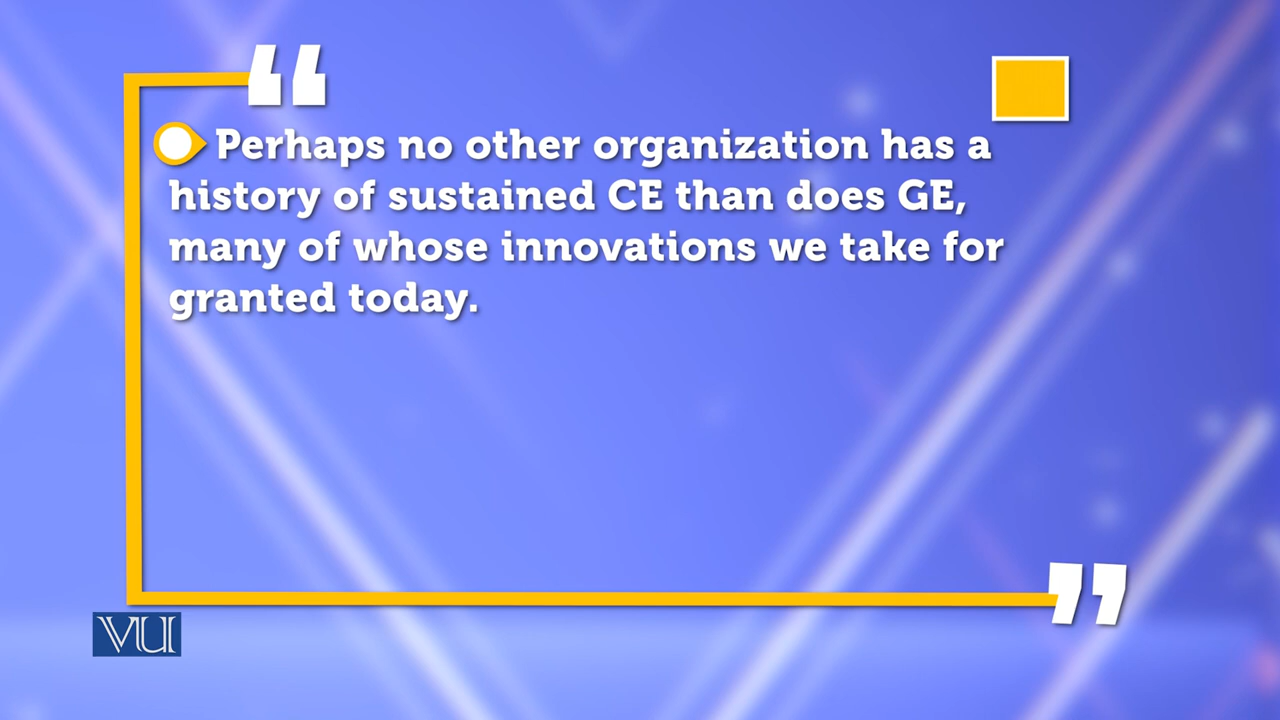 Perhaps no other organization has a
history of sustained CE than does GE,
many of whose innovations we take for
granted today.
VU